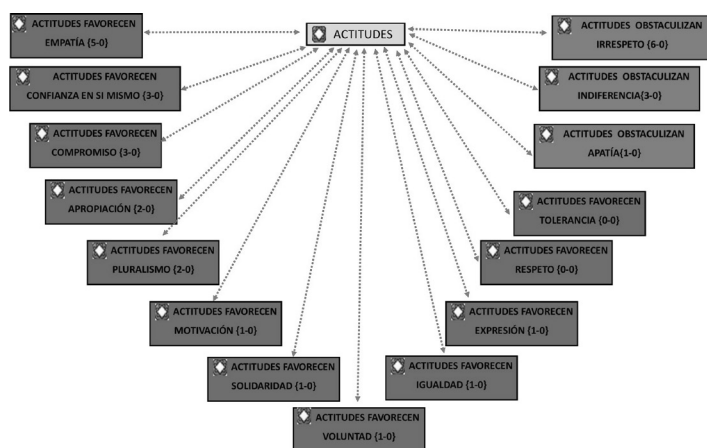 ACTITUDES
ACTITUDES FAVORECEN
EMPATÍA {5-0}
ACTITUDES FAVORECEN
CONFIANZA EN SI MISMO {3-0}
ACTITUDES FAVORECEN
COMPROMISO {3-0}
ACTITUDES FAVORECEN
APROPIACIÓN {2-0}
ACTITUDES FAVORECEN
PLURALISMO {2-0}
ACTITUDES FAVORECEN
MOTIVACIÓN {1-0}
ACTITUDES FAVORECEN
SOLIDARIDAD {1-0}
ACTITUDES FAVORECEN
VOLUNTAD {1-0}
ACTITUDES OBSTACULIZAN
IRRESPETO {6-0}
ACTITUDES OBSTACULIZAN
INDIFERENCIA{3-0}
ACTITUDES OBSTACULIZAN
APATÍA{1-0}
ACTITUDES FAVORECEN
TOLERANCIA {0-0}
ACTITUDES FAVORECEN
RESPETO {0-0}
ACTITUDES FAVORECEN
EXPRESIÓN {1-0}
ACTITUDES FAVORECEN
IGUALDAD {1-0}